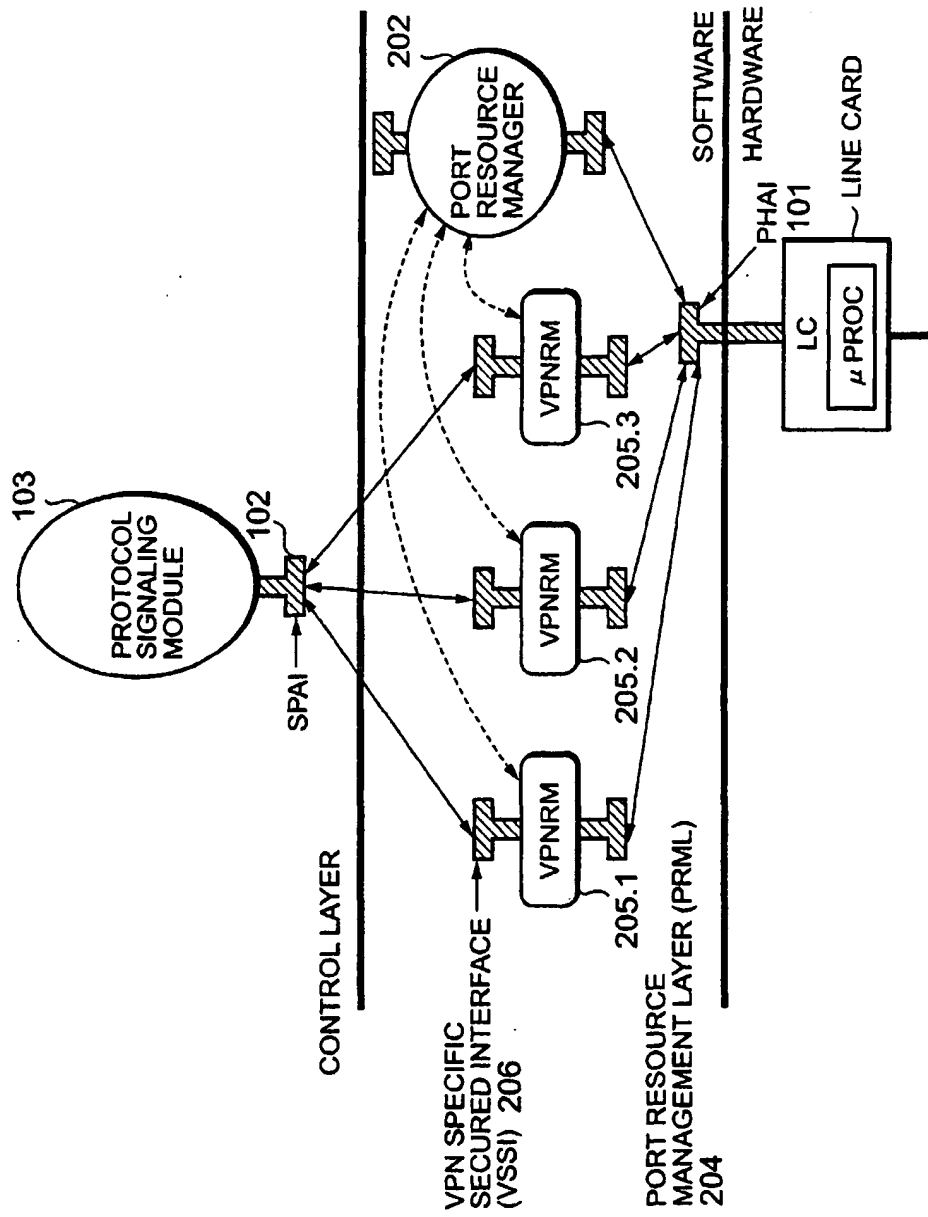 103
PROTOCOL
SIGNALING
MODULE
102
SPAI
CONTROL LAYER
202
PORT
RESOURCE
MANAGER
VPN SPECIFIC
SECURED INTERFACE
(VSSI) 206
VPNRM
205.1
VPNRM
205.2
VPNRM
205.3
PORT RESOURCE
MANAGEMENT LAYER (PRML)
204
SOFTWARE
HARDWARE
PHAI
101
LC
μ PROC
LINE CARD